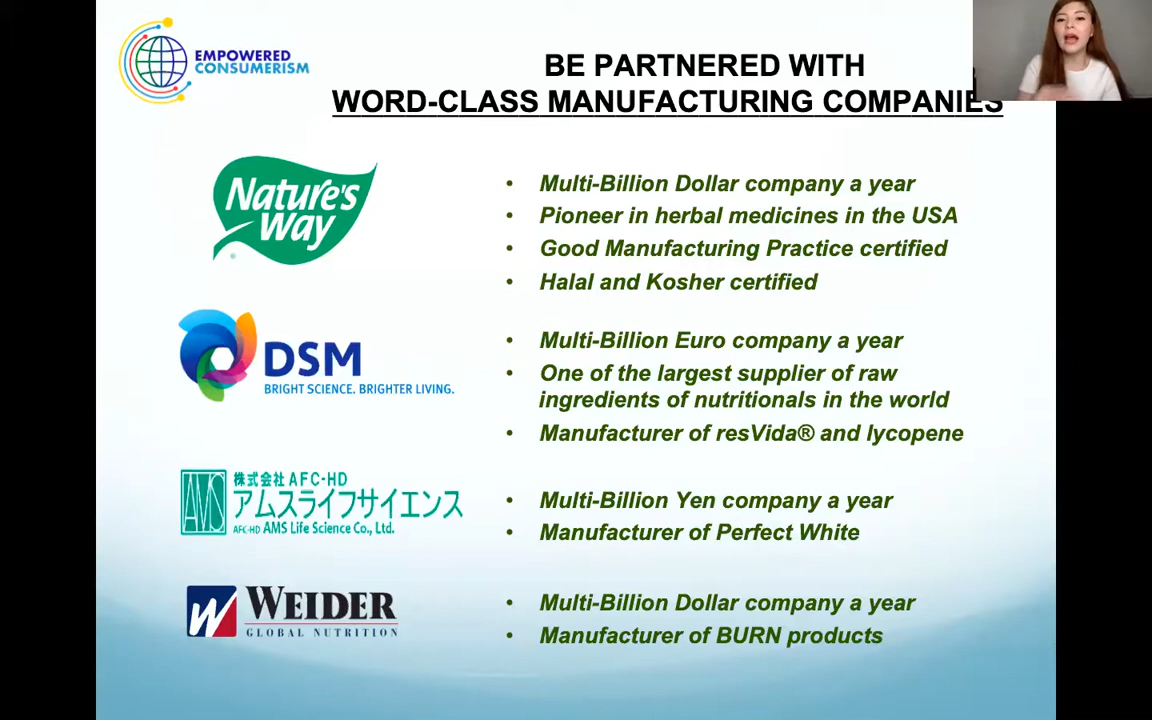 EMPOWERED
CONSUMERISM
BE PARTNERED WITH
WORD-CLASS MANUFACTURING COMPANIES
Nature's
Way
®
• Multi-Billion Dollar company a year
• Pioneer in herbal medicines in the USA
• Good Manufacturing Practice certified
• Halal and Kosher certified
DSM
BRIGHT SCIENCE. BRIGHTER LIVING.
• Multi-Billion Euro company a year
• One of the largest supplier of raw
ingredients of nutritionals in the world
• Manufacturer of resVida® and lycopene
AMS
株式会社 AFC-HD
アムスライフサイエンス
AFC-HD AMS Life Science Co., Ltd.
• Multi-Billion Yen company a year
• Manufacturer of Perfect White
W
WEIDER
GLOBAL NUTRITION
• Multi-Billion Dollar company a year
• Manufacturer of BURN products